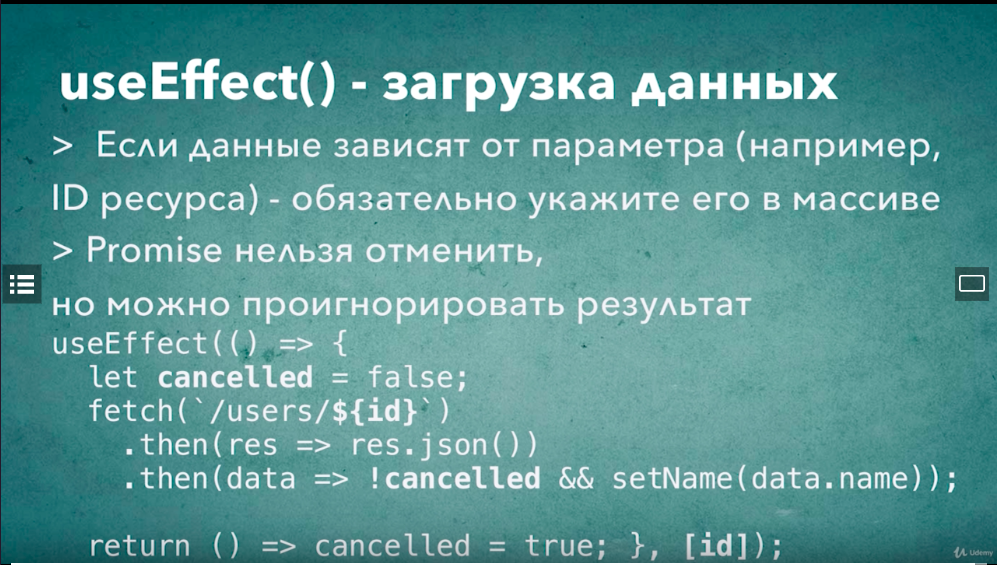 useEffect() - загрузка данных
> Если данные зависят от параметра (например,
ID ресурса) - обязательно укажите его в массиве
> Promise нельзя отменить,
но можно проигнорировать результат
useEffect(() => {
  let cancelled = false;
  fetch(`/users/${id}`)
    .then(res => res.json())
    .then(data => !cancelled && setName(data.name));
  return () => cancelled = true; }, [id]);
Udemy